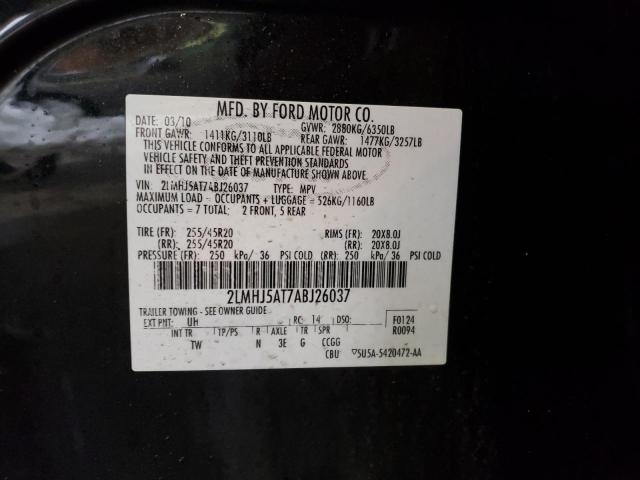 MFD. BY FORD MOTOR CO.
DATE: 03/10 GVWR: 2880KG/6350LB
FRONT GAWR: 1411KG/3110LB REAR GAWR: 1477KG/3257LB
THIS VEHICLE CONFORMS TO ALL APPLICABLE FEDERAL MOTOR
VEHICLE SAFETY AND THEFT PREVENTION STANDARDS
IN EFFECT ON THE DATE OF MANUFACTURE SHOWN ABOVE.
VIN: 2LMHJ5AT7ABJ26037 TYPE: MPV
MAXIMUM LOAD = OCCUPANTS + LUGGAGE = 526KG/1160LB
OCCUPANTS = 7 TOTAL: 2 FRONT, 5 REAR
TIRE (FR): 255/45R20 RIMS (FR): 20X8.0J
(RR): 255/45R20 (RR): 20X8.0J
PRESSURE (FR): 250 kPa/ 36 PSI COLD (RR): 250 kPa/ 36 PSI COLD
2LMHJ5AT7ABJ26037
TRAILER TOWING - SEE OWNER GUIDE
EXT PNT: UH RC: 14 DSO: F0124
INT TR TP/PS R AXLE TR SPR R0094
TW N 3E G CCGG
CBU 5U5A-5420472-AA